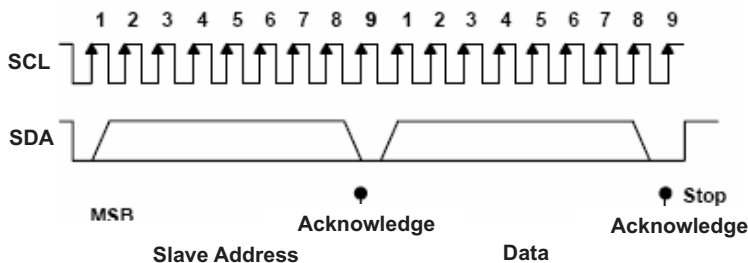 1 2 3 4 5 6 7 8 9 1 2 3 4 5 6 7 8 9
SCL
SDA
Stop
MSB
Acknowledge
Acknowledge
Slave Address
Data